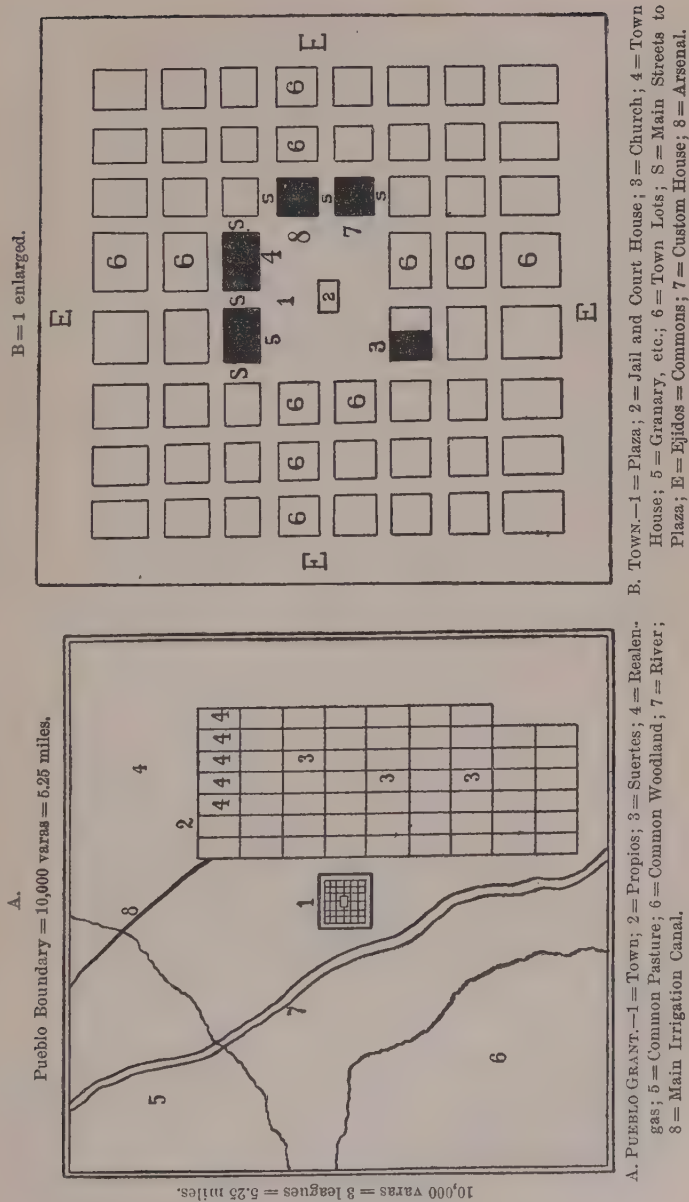 A.
Pueblo Boundary = 10,000 varas = 5.25 miles.
10,000 varas = 3 leagues = 5.25 miles.
8
4
2
4 4 4 4 4
3
1
3
3
5
7
6
A. PUEBLO GRANT.—1 = Town; 2 = Propios; 3 = Suertes; 4 = Realen-
gas; 5 = Common Pasture; 6 = Common Woodland; 7 = River;
8 = Main Irrigation Canal.
B = 1 enlarged.
E
6
6
S S S
5 4
1
S
6 6 6 8 6 6
S
2
6 7
S
3 6
6
6
E
E
E
B. TOWN.—1 = Plaza; 2 = Jail and Court House; 3 = Church; 4 = Town
House; 5 = Granary, etc.; 6 = Town Lots; S = Main Streets to
Plaza; E = Ejidos = Commons; 7 = Custom House; 8 = Arsenal.